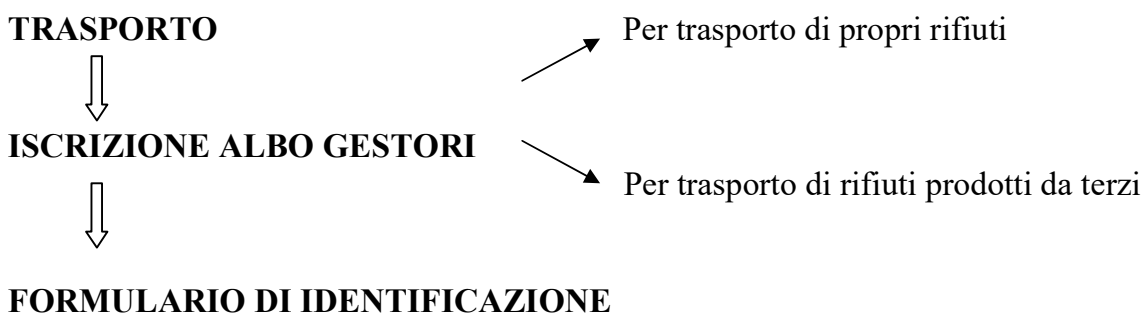 TRASPORTO
Per trasporto di propri rifiuti
ISCRIZIONE ALBO GESTORI
Per trasporto di rifiuti prodotti da terzi
FORMULARIO DI IDENTIFICAZIONE